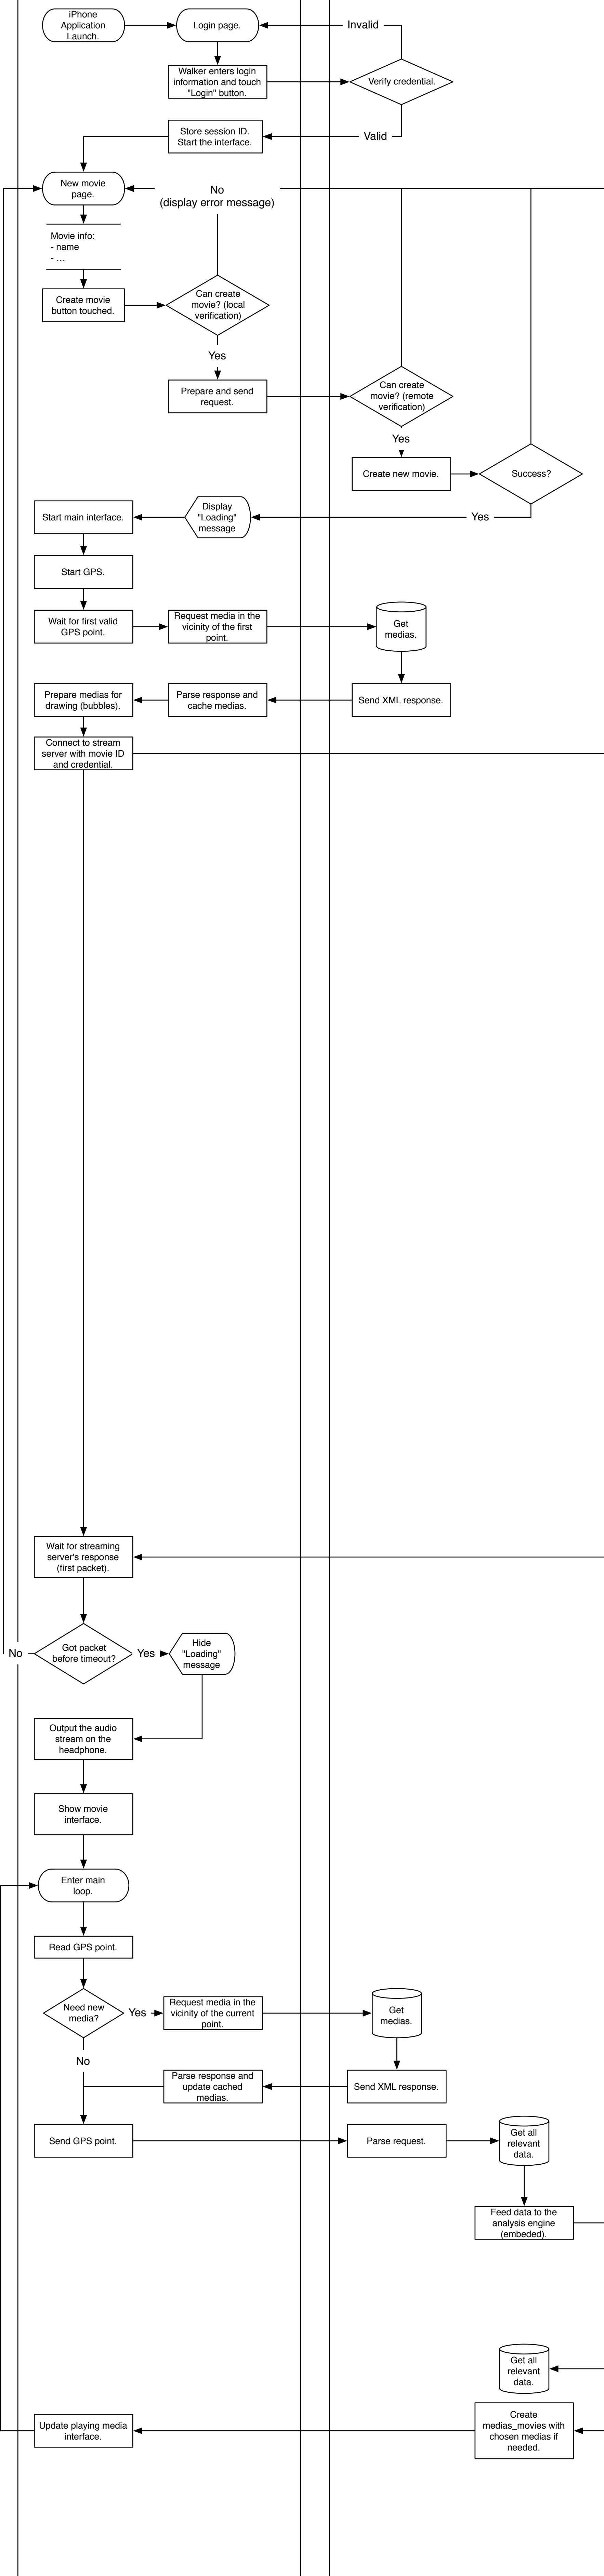 iPhone
Application
Launch.
Login page.
Invalid
Walker enters login
information and touch
"Login" button.
Verify credential.
Store session ID.
Start the interface.
Valid
New movie
page.
No
(display error message)
Movie info:
- name
- ...
Create movie
button touched.
Can create
movie? (local
verification)
Yes
Prepare and send
request.
Can create
movie? (remote
verification)
Yes
Create new movie.
Success?
Start main interface.
Display
"Loading"
message
Yes
Start GPS.
Wait for first valid
GPS point.
Request media in the
vicinity of the first
point.
Get
medias.
Prepare medias for
drawing (bubbles).
Parse response and
cache medias.
Send XML response.
Connect to stream
server with movie ID
and credential.
Wait for streaming
server's response
(first packet).
No
Got packet
before timeout?
Yes
Hide
"Loading"
message
Output the audio
stream on the
headphone.
Show movie
interface.
Enter main
loop.
Read GPS point.
Need new
media?
Yes
Request media in the
vicinity of the current
point.
Get
medias.
No
Parse response and
update cached
medias.
Send XML response.
Send GPS point.
Parse request.
Get all
relevant
data.
Feed data to the
analysis engine
(embeded).
Get all
relevant
data.
Update playing media
interface.
Create
medias_movies with
chosen medias if
needed.